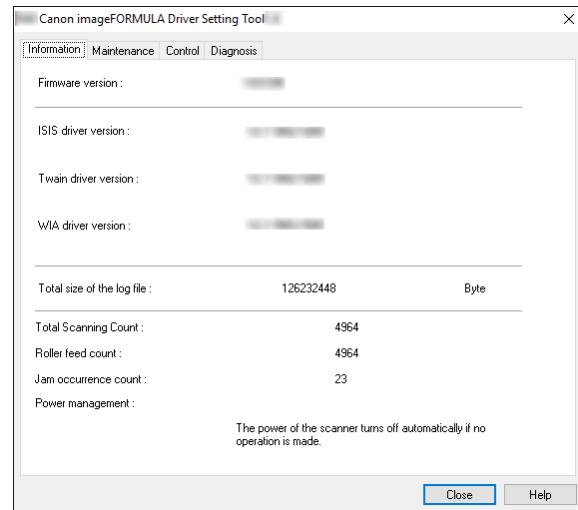 Canon imageFORMULA Driver Setting Tool
Information Maintenance Control Diagnosis
Firmware version :
ISIS driver version :
Twain driver version :
WIA driver version :
Total size of the log file : 126232448 Byte
Total Scanning Count : 4964
Roller feed count : 4964
Jam occurrence count : 23
Power management :
The power of the scanner turns off automatically if no
operation is made.
Close Help